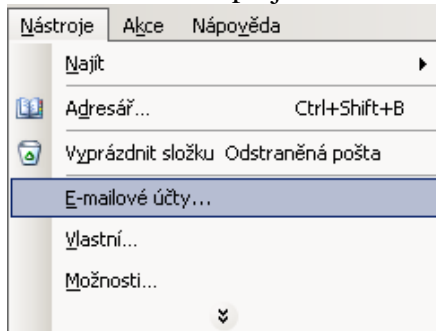 Nástroje Akce Nápověda
Najít
Adresář... Ctrl+Shift+B
Vyprázdnit složku Odstraněná pošta
E-mailové účty...
Vlastní...
Možnosti...